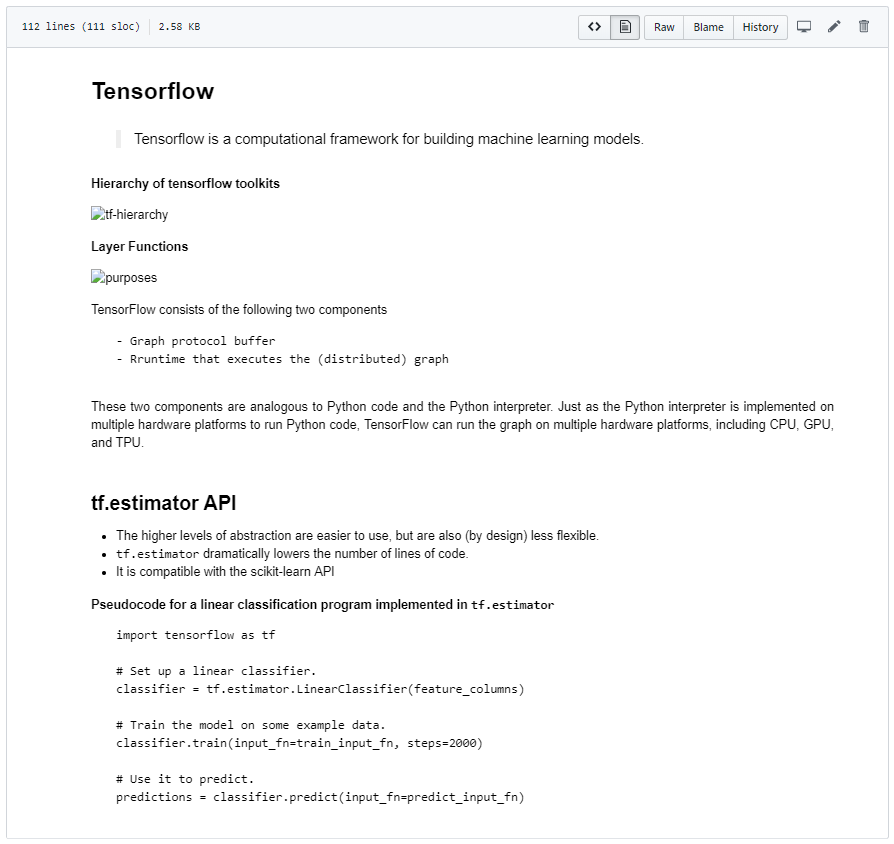 112 lines (111 sloc) 2.58 KB Raw Blame History
Tensorflow
Tensorflow is a computational framework for building machine learning models.
Hierarchy of tensorflow toolkits
tf-hierarchy
Layer Functions
purposes
TensorFlow consists of the following two components
- Graph protocol buffer
- Rruntime that executes the (distributed) graph
These two components are analogous to Python code and the Python interpreter. Just as the Python interpreter is implemented on
multiple hardware platforms to run Python code, TensorFlow can run the graph on multiple hardware platforms, including CPU, GPU,
and TPU.
tf.estimator API
• The higher levels of abstraction are easier to use, but are also (by design) less flexible.
• tf.estimator dramatically lowers the number of lines of code.
• It is compatible with the scikit-learn API
Pseudocode for a linear classification program implemented in tf.estimator
import tensorflow as tf
# Set up a linear classifier.
classifier = tf.estimator.LinearClassifier(feature_columns)
# Train the model on some example data.
classifier.train(input_fn=train_input_fn, steps=2000)
# Use it to predict.
predictions = classifier.predict(input_fn=predict_input_fn)